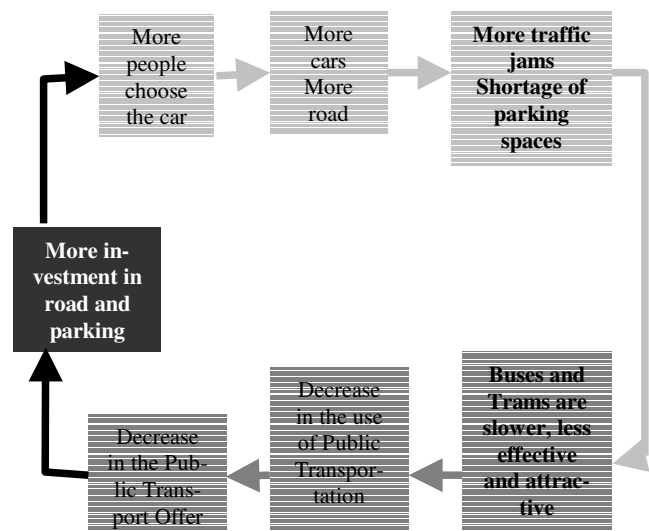 More
people
choose
the car
More
cars
More
road
More traffic
jams
Shortage of
parking
spaces
More in-
vestment in
road and
parking
Buses and
Trams are
slower, less
effective
and attrac-
tive
Decrease
in the use
of Public
Transpor-
tation
Decrease
in the Pub-
lic Trans-
port Offer